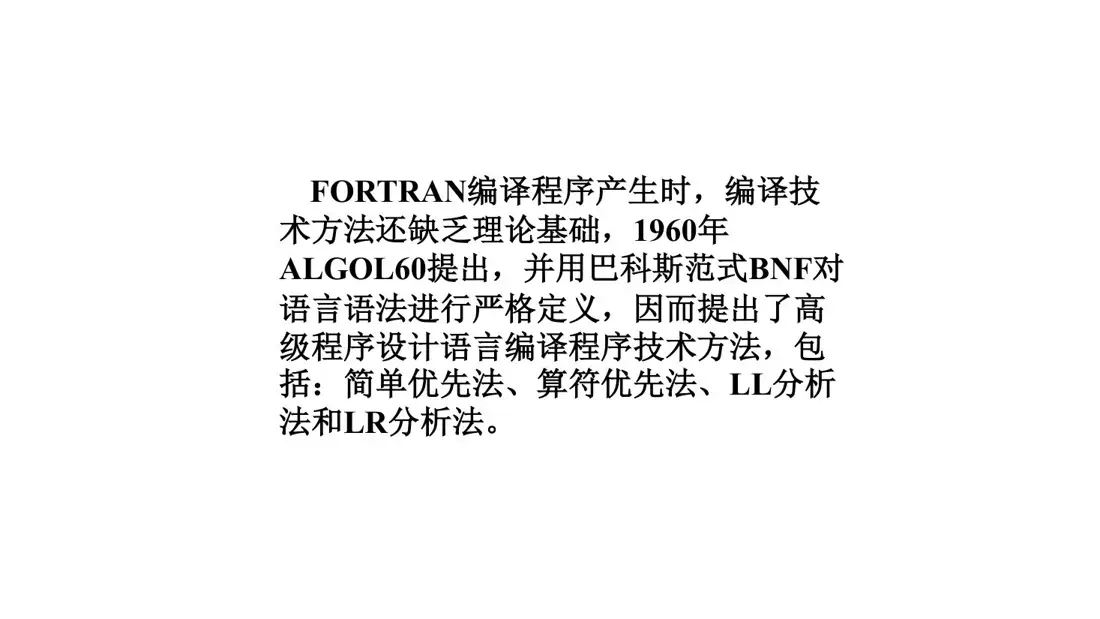 FORTRAN编译程序产生时，编译技
术方法还缺乏理论基础，1960年
ALGOL60提出，并用巴科斯范式BNF对
语言语法进行严格定义，因而提出了高
级程序设计语言编译程序技术方法，包
括：简单优先法、算符优先法、LL分析
法和LR分析法。